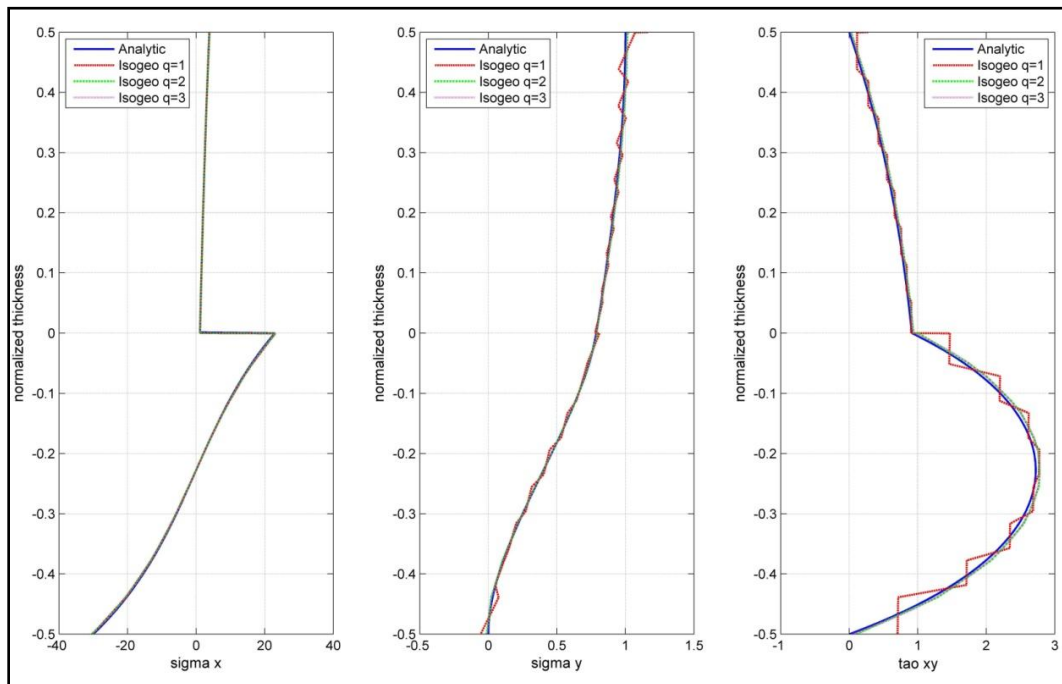 0.5
0.4
0.3
0.2
0.1
0
-0.1
-0.2
-0.3
-0.4
-0.5
normalized thickness
Analytic
Isogeo q=1
Isogeo q=2
Isogeo q=3
-40 -20 0 20 40
sigma x
0.5
0.4
0.3
0.2
0.1
0
-0.1
-0.2
-0.3
-0.4
-0.5
normalized thickness
Analytic
Isogeo q=1
Isogeo q=2
Isogeo q=3
-0.5 0 0.5 1 1.5
sigma y
0.5
0.4
0.3
0.2
0.1
0
-0.1
-0.2
-0.3
-0.4
-0.5
normalized thickness
Analytic
Isogeo q=1
Isogeo q=2
Isogeo q=3
-1 0 1 2 3
tao xy